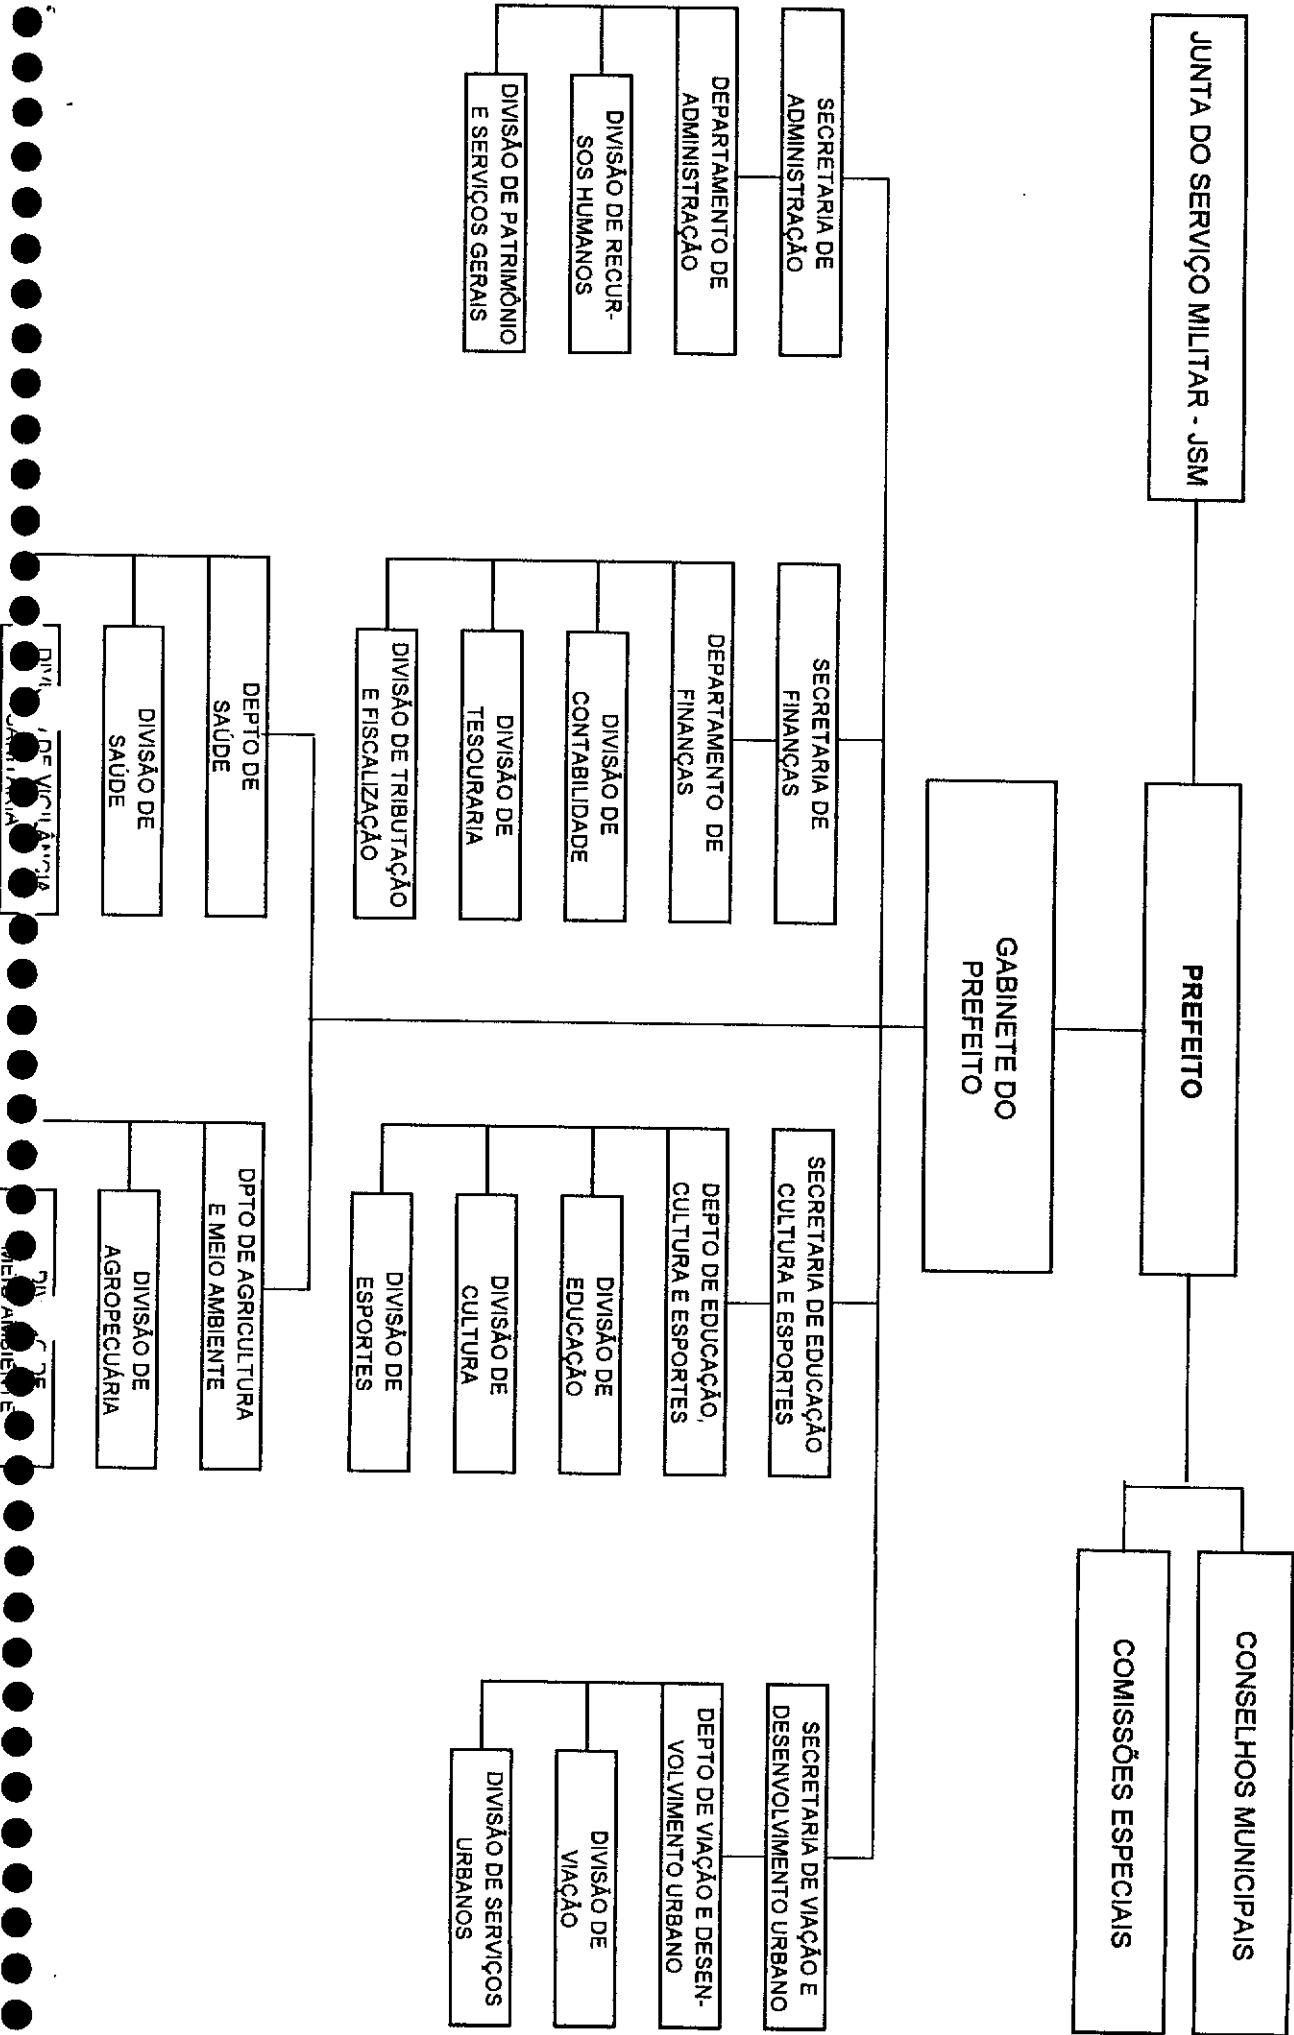 JUNTA DO SERVIÇO MILITAR - JSM
PREFEITO
CONSELHOS MUNICIPAIS
COMISSÕES ESPECIAIS
GABINETE DO
PREFEITO
SECRETARIA DE
ADMINISTRAÇÃO
DEPARTAMENTO DE
ADMINISTRAÇÃO
DIVISÃO DE RECUR-
SOS HUMANOS
DIVISÃO DE PATRIMÔNIO
E SERVIÇOS GERAIS
SECRETARIA DE
FINANÇAS
DEPARTAMENTO DE
FINANÇAS
DIVISÃO DE
CONTABILIDADE
DIVISÃO DE
TESOURARIA
DIVISÃO DE TRIBUTAÇÃO
E FISCALIZAÇÃO
SECRETARIA DE EDUCAÇÃO
CULTURA E ESPORTES
DEPTO DE EDUCAÇÃO,
CULTURA E ESPORTES
DIVISÃO DE
EDUCAÇÃO
DIVISÃO DE
CULTURA
DIVISÃO DE
ESPORTES
SECRETARIA DE VIAÇÃO E
DESENVOLVIMENTO URBANO
DEPTO DE VIAÇÃO E DESEN-
VOLVIMENTO URBANO
DIVISÃO DE
VIAÇÃO
DIVISÃO DE SERVIÇOS
URBANOS
DEPTO DE
SAÚDE
DIVISÃO DE
SAÚDE
DE VIGILÂNCIA
DPTO DE AGRICULTURA
E MEIO AMBIENTE
DIVISÃO DE
AGROPECUÁRIA
DE
MEIO AMBIENTE